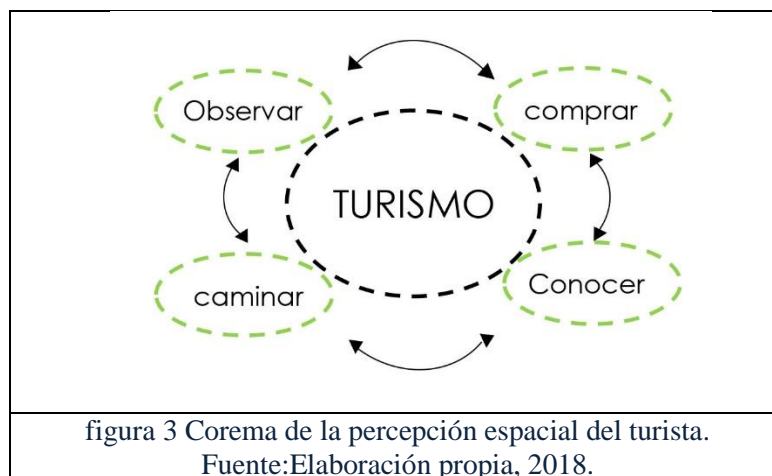 Observar
comprar
TURISMO
caminar
Conocer
figura 3 Corema de la percepción espacial del turista.
Fuente:Elaboración propia, 2018.